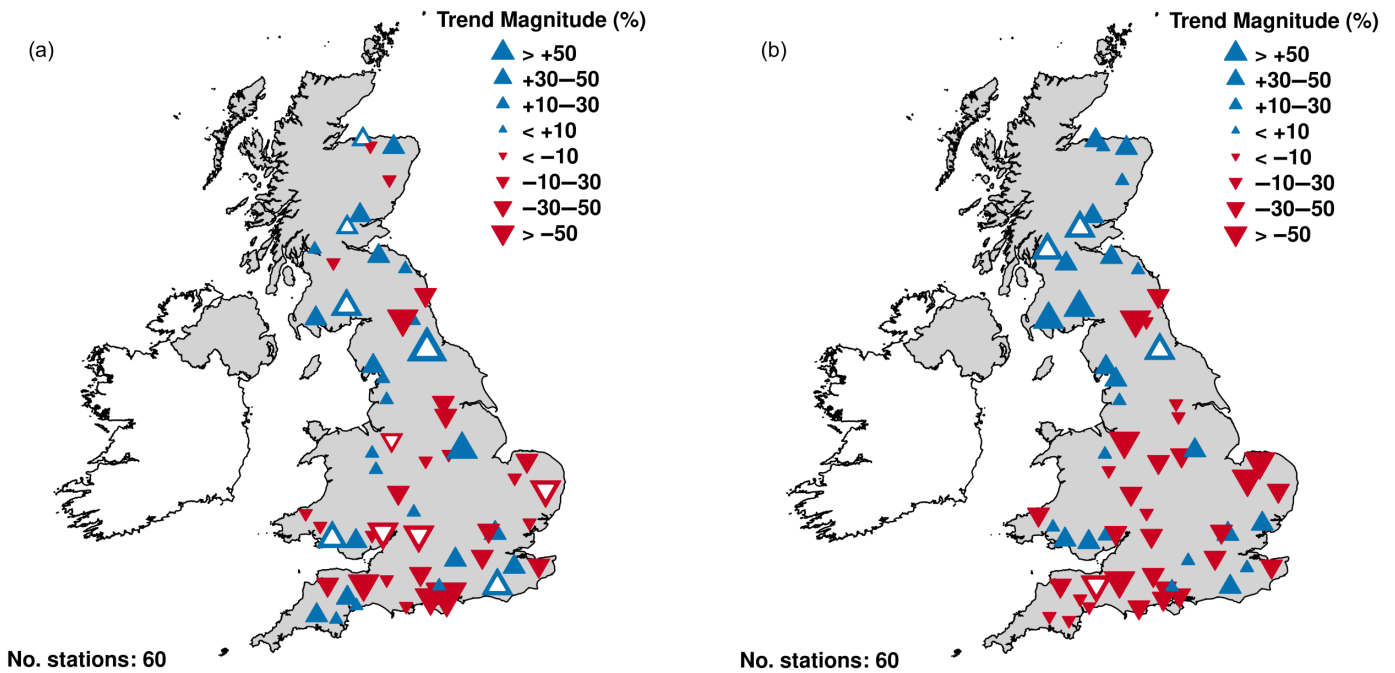 (a)
Trend Magnitude (%)
> +50
+30–50
+10–30
< +10
< –10
–10–30
–30–50
> –50
No. stations: 60
(b)
Trend Magnitude (%)
> +50
+30–50
+10–30
< +10
< –10
–10–30
–30–50
> –50
No. stations: 60